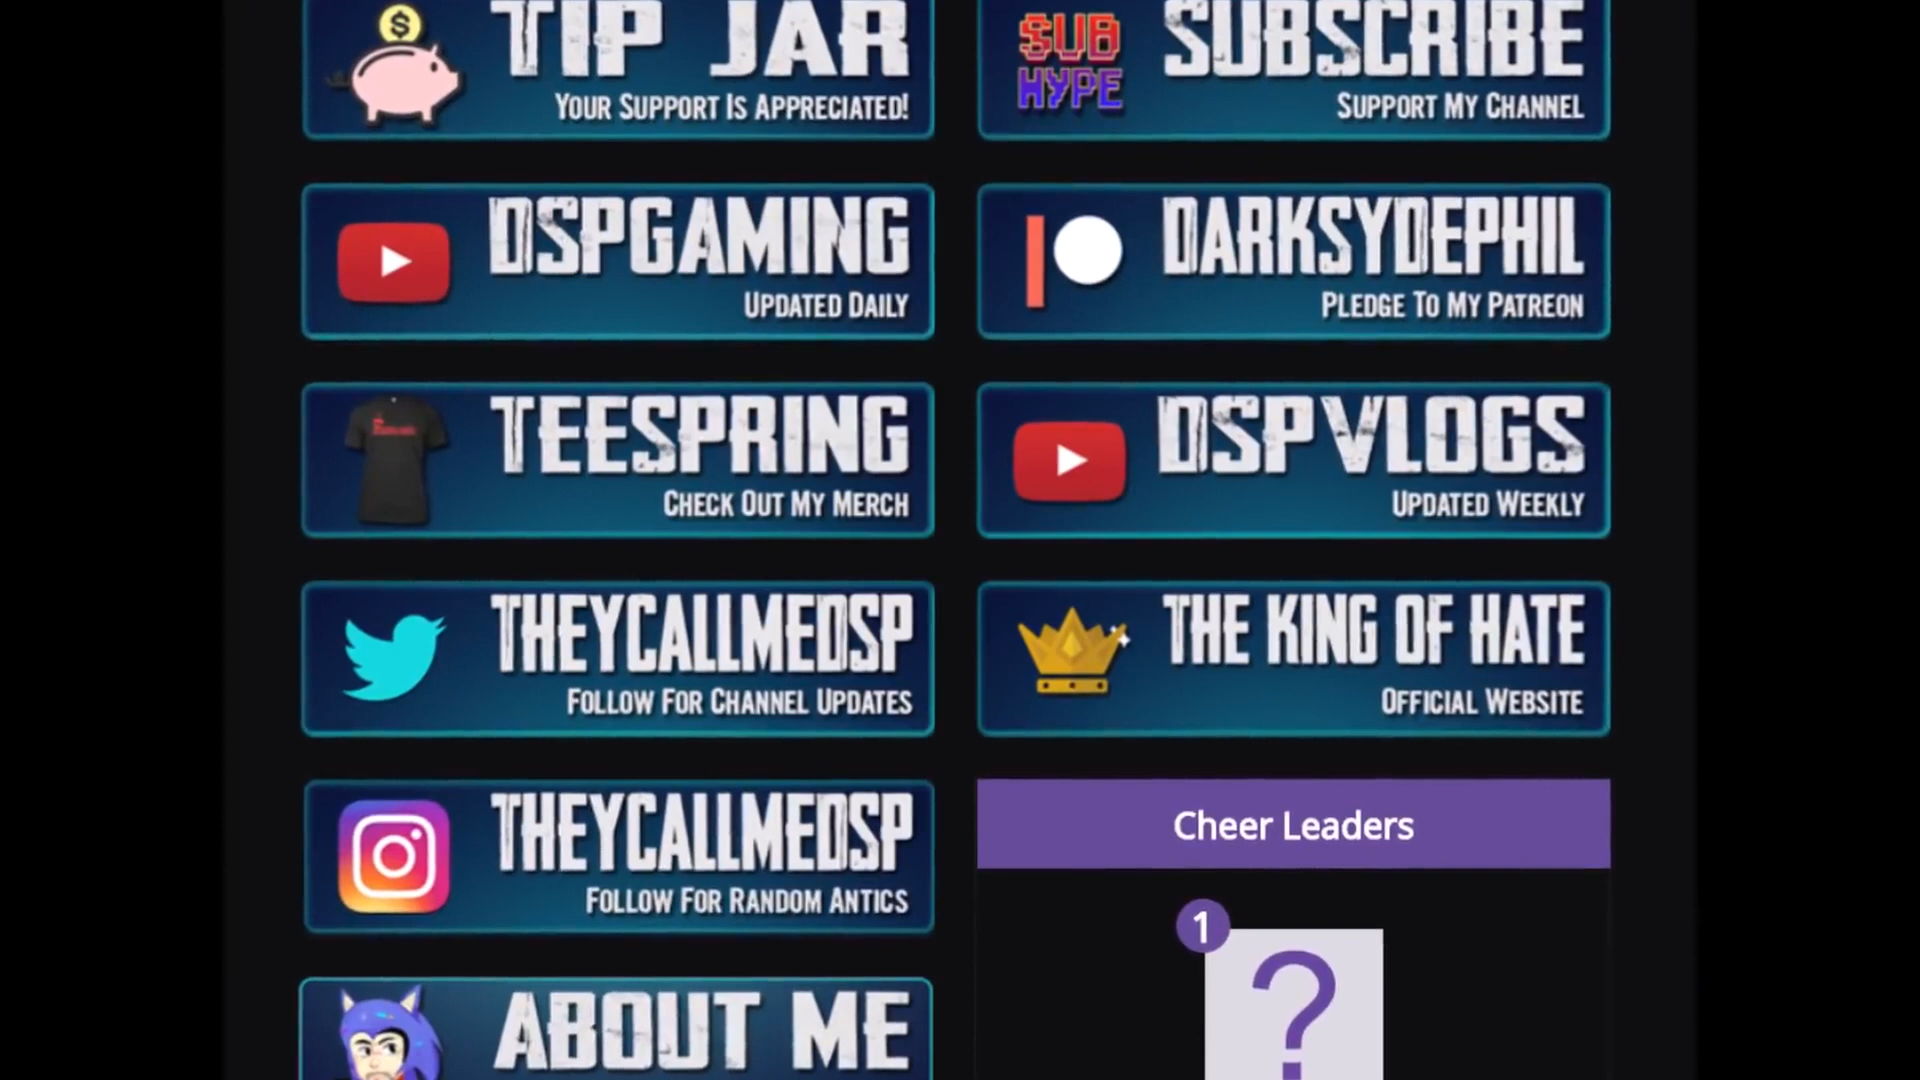 TIP JAR
YOUR SUPPORT IS APPRECIATED!
SUB
HYPE
SUBSCRIBE
SUPPORT MY CHANNEL
DSPGAMING
UPDATED DAILY
DARKSYDEPHIL
PLEDGE TO MY PATREON
TEESPRING
CHECK OUT MY MERCH
DSP VLOGS
UPDATED WEEKLY
THEYCALLMEDSP
FOLLOW FOR CHANNEL UPDATES
THE KING OF HATE
OFFICIAL WEBSITE
THEYCALLMEDSP
FOLLOW FOR RANDOM ANTICS
Cheer Leaders
1
?
ABOUT ME